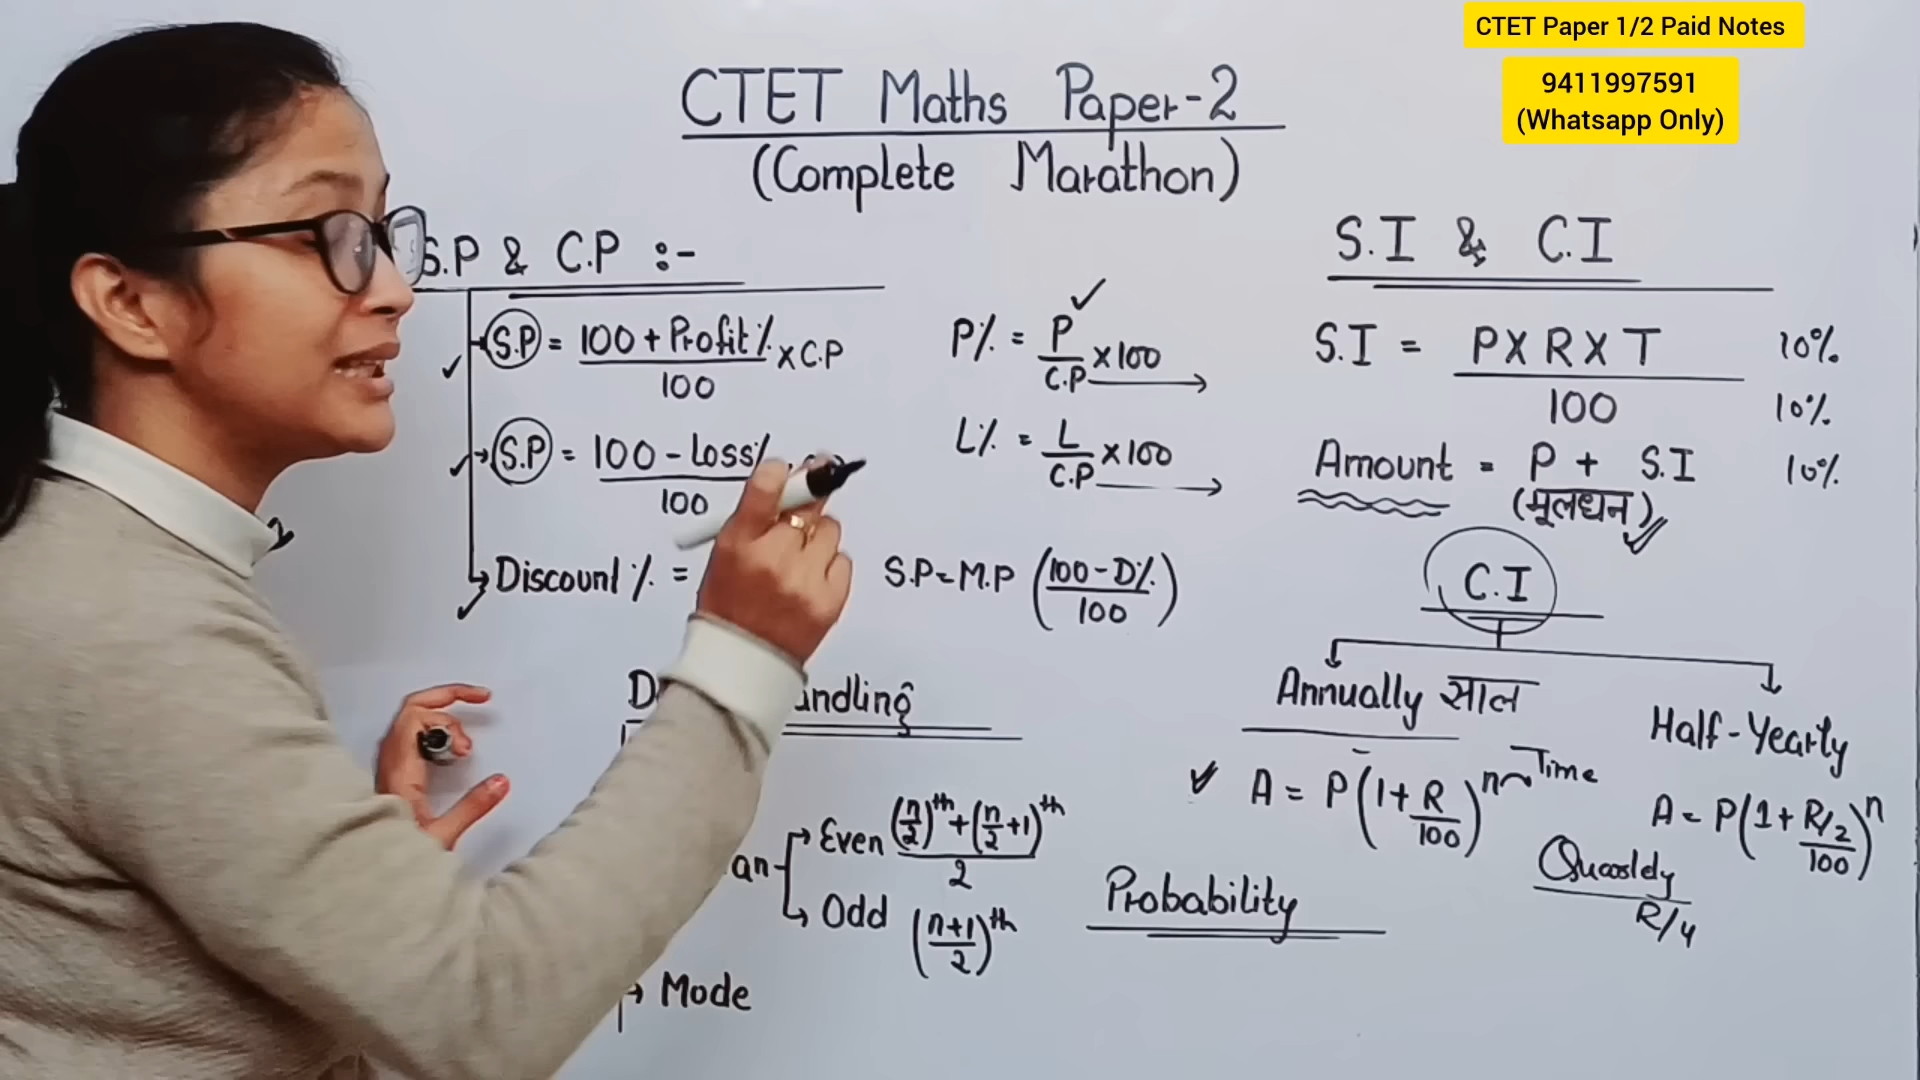 CTET Paper 1/2 Paid Notes
9411997591
(Whatsapp Only)
CTET Maths Paper-2
(Complete Marathon)
S.P & C.P :-
S.P = 100 + Profit% / 100 × C.P
S.P = 100 - Loss% / 100
Discount % =
P% = P / C.P × 100
L% = L / C.P × 100
S.P = M.P (100 - D% / 100)
S.I & C.I
S.I = P X R X T / 100
10%
10%
10%
Amount = P + S.I
(मूलधन)
C.I
Annually साल
A = P(1 + R/100)^n Time
Half-Yearly
A = P(1 + R/2 / 100)^n
R/4
andling
an
Even (n/2)^th + (n/2 + 1)^th / 2
Odd (n+1 / 2)^th
Mode
Probability